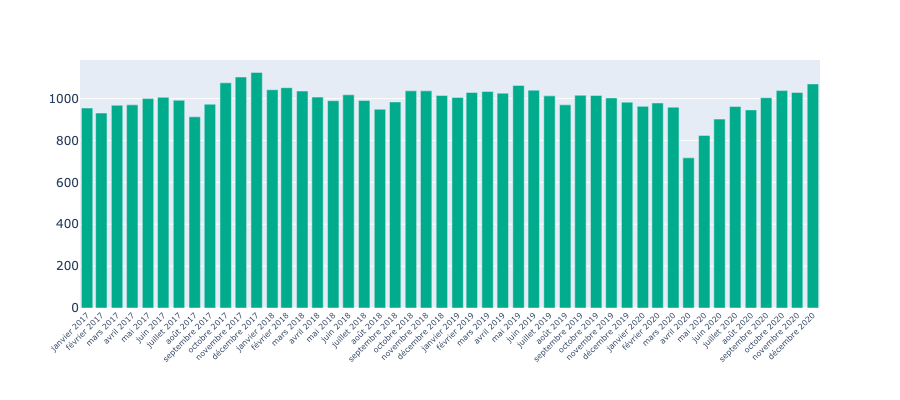 1000
800
600
400
200
0
janvier 2017
février 2017
mars 2017
avril 2017
mai 2017
juin 2017
juillet 2017
août 2017
septembre 2017
octobre 2017
novembre 2017
décembre 2017
janvier 2018
février 2018
mars 2018
avril 2018
mai 2018
juin 2018
juillet 2018
août 2018
septembre 2018
octobre 2018
novembre 2018
décembre 2018
janvier 2019
février 2019
mars 2019
avril 2019
mai 2019
juin 2019
juillet 2019
août 2019
septembre 2019
octobre 2019
novembre 2019
décembre 2019
janvier 2020
février 2020
mars 2020
avril 2020
mai 2020
juin 2020
juillet 2020
août 2020
septembre 2020
octobre 2020
novembre 2020
décembre 2020